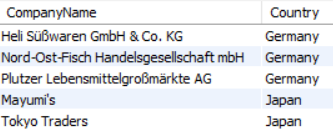 CompanyName Country
Heli Süßwaren GmbH & Co. KG Germany
Nord-Ost-Fisch Handelsgesellschaft mbH Germany
Plutzer Lebensmittelgroßmärkte AG Germany
Mayumi's Japan
Tokyo Traders Japan